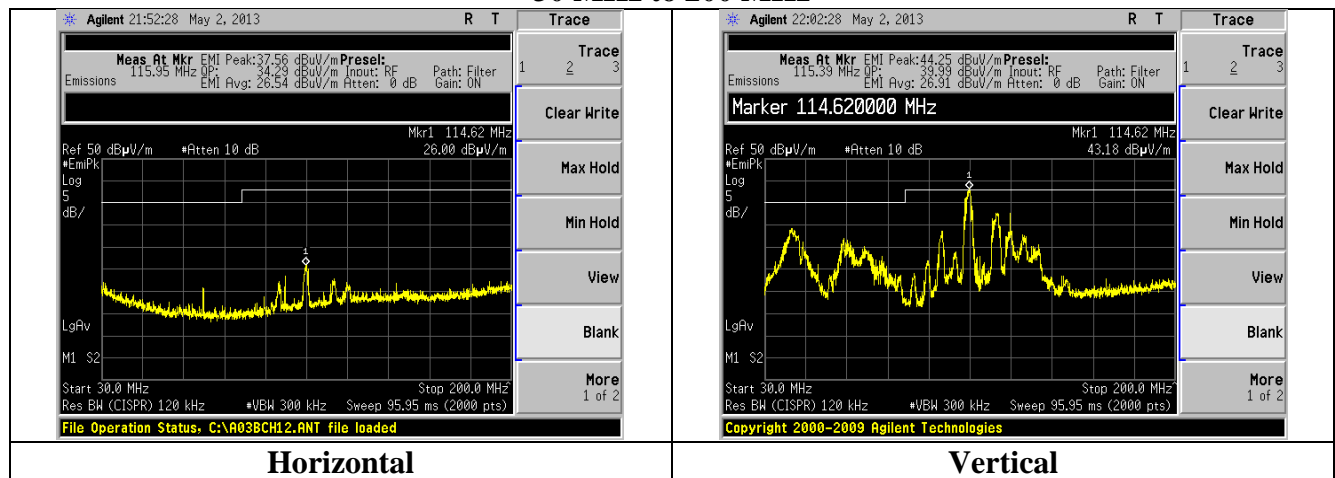 30 MHz to 200 MHz
Agilent 21:52:28 May 2, 2013 R T
Trace
Meas At Mkr EMI Peak:37.56 dBuV/m Presel:
115.95 MHz QP: 34.29 dBuV/m Input: RF Path: Filter
Emissions EMI Avg: 26.54 dBuV/m Atten: 0 dB Gain: ON
Mkr1 114.62 MHz
Ref 50 dBµV/m #Atten 10 dB 26.00 dBµV/m
#EmiPk
Log
5
dB/
1
LgAv
M1 S2
Start 30.0 MHz Stop 200.0 MHz^
Res BW (CISPR) 120 kHz #VBW 300 kHz Sweep 95.95 ms (2000 pts)
File Operation Status, C:\A03BCH12.ANT file loaded
Trace
1 2 3
Clear Write
Max Hold
Min Hold
View
Blank
More
1 of 2
Horizontal
Agilent 22:02:28 May 2, 2013 R T
Trace
Meas At Mkr EMI Peak:44.25 dBuV/m Presel:
115.39 MHz QP: 39.99 dBuV/m Input: RF Path: Filter
Emissions EMI Avg: 26.91 dBuV/m Atten: 0 dB Gain: ON
Marker 114.620000 MHz
Mkr1 114.62 MHz
Ref 50 dBµV/m #Atten 10 dB 43.18 dBµV/m
#EmiPk
Log
5
dB/
1
LgAv
M1 S2
Start 30.0 MHz Stop 200.0 MHz^
Res BW (CISPR) 120 kHz #VBW 300 kHz Sweep 95.95 ms (2000 pts)
Copyright 2000-2009 Agilent Technologies
Trace
1 2 3
Clear Write
Max Hold
Min Hold
View
Blank
More
1 of 2
Vertical